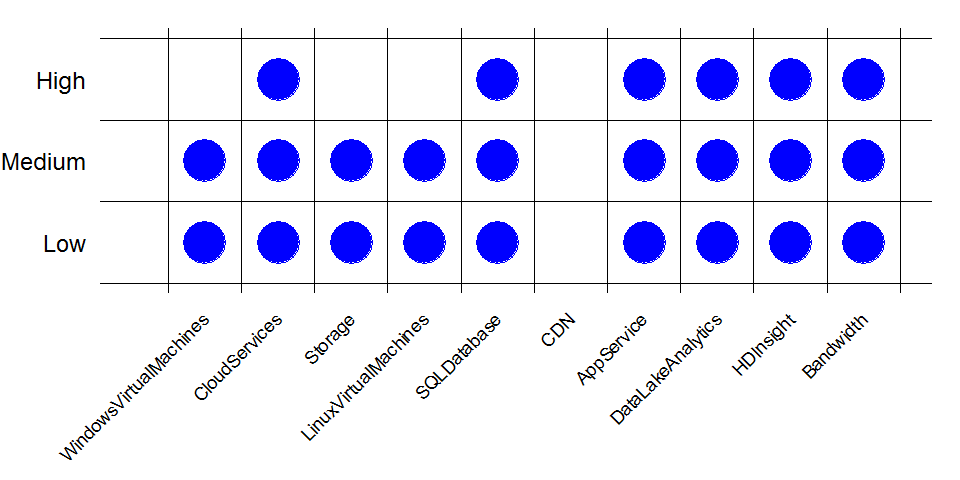 High
Medium
Low
WindowsVirtualMachines
CloudServices
Storage
LinuxVirtualMachines
SQLDatabase
CDN
AppService
DataLakeAnalytics
HDInsight
Bandwidth